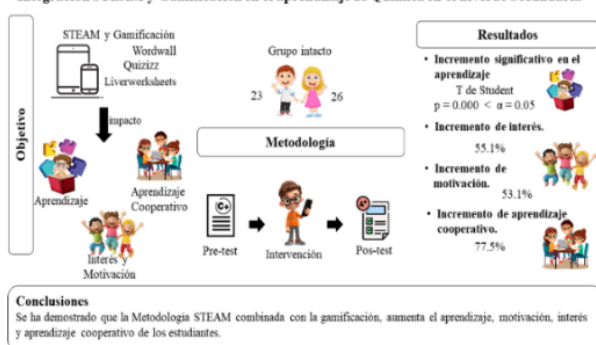 Integración STEAM y Gamificación en el aprendizaje de Química en el nivel de Secundaria
Objetivo
STEAM y Gamificación
Wordwall
Quizizz
Liverworksheets
impacto
Aprendizaje
Aprendizaje
Cooperativo
Interés y
Motivación
Grupo intacto
23
26
Metodología
C+
A+
Pre-test
Intervención
Pos-test
Resultados
• Incremento significativo en el
aprendizaje
T de Student
p = 0.000 < α = 0.05
• Incremento de interés.
55.1%
• Incremento de
motivación.
53.1%
• Incremento de aprendizaje
cooperativo.
77.5%
Conclusiones
Se ha demostrado que la Metodología STEAM combinada con la gamificación, aumenta el aprendizaje, motivación, interés
y aprendizaje cooperativo de los estudiantes.